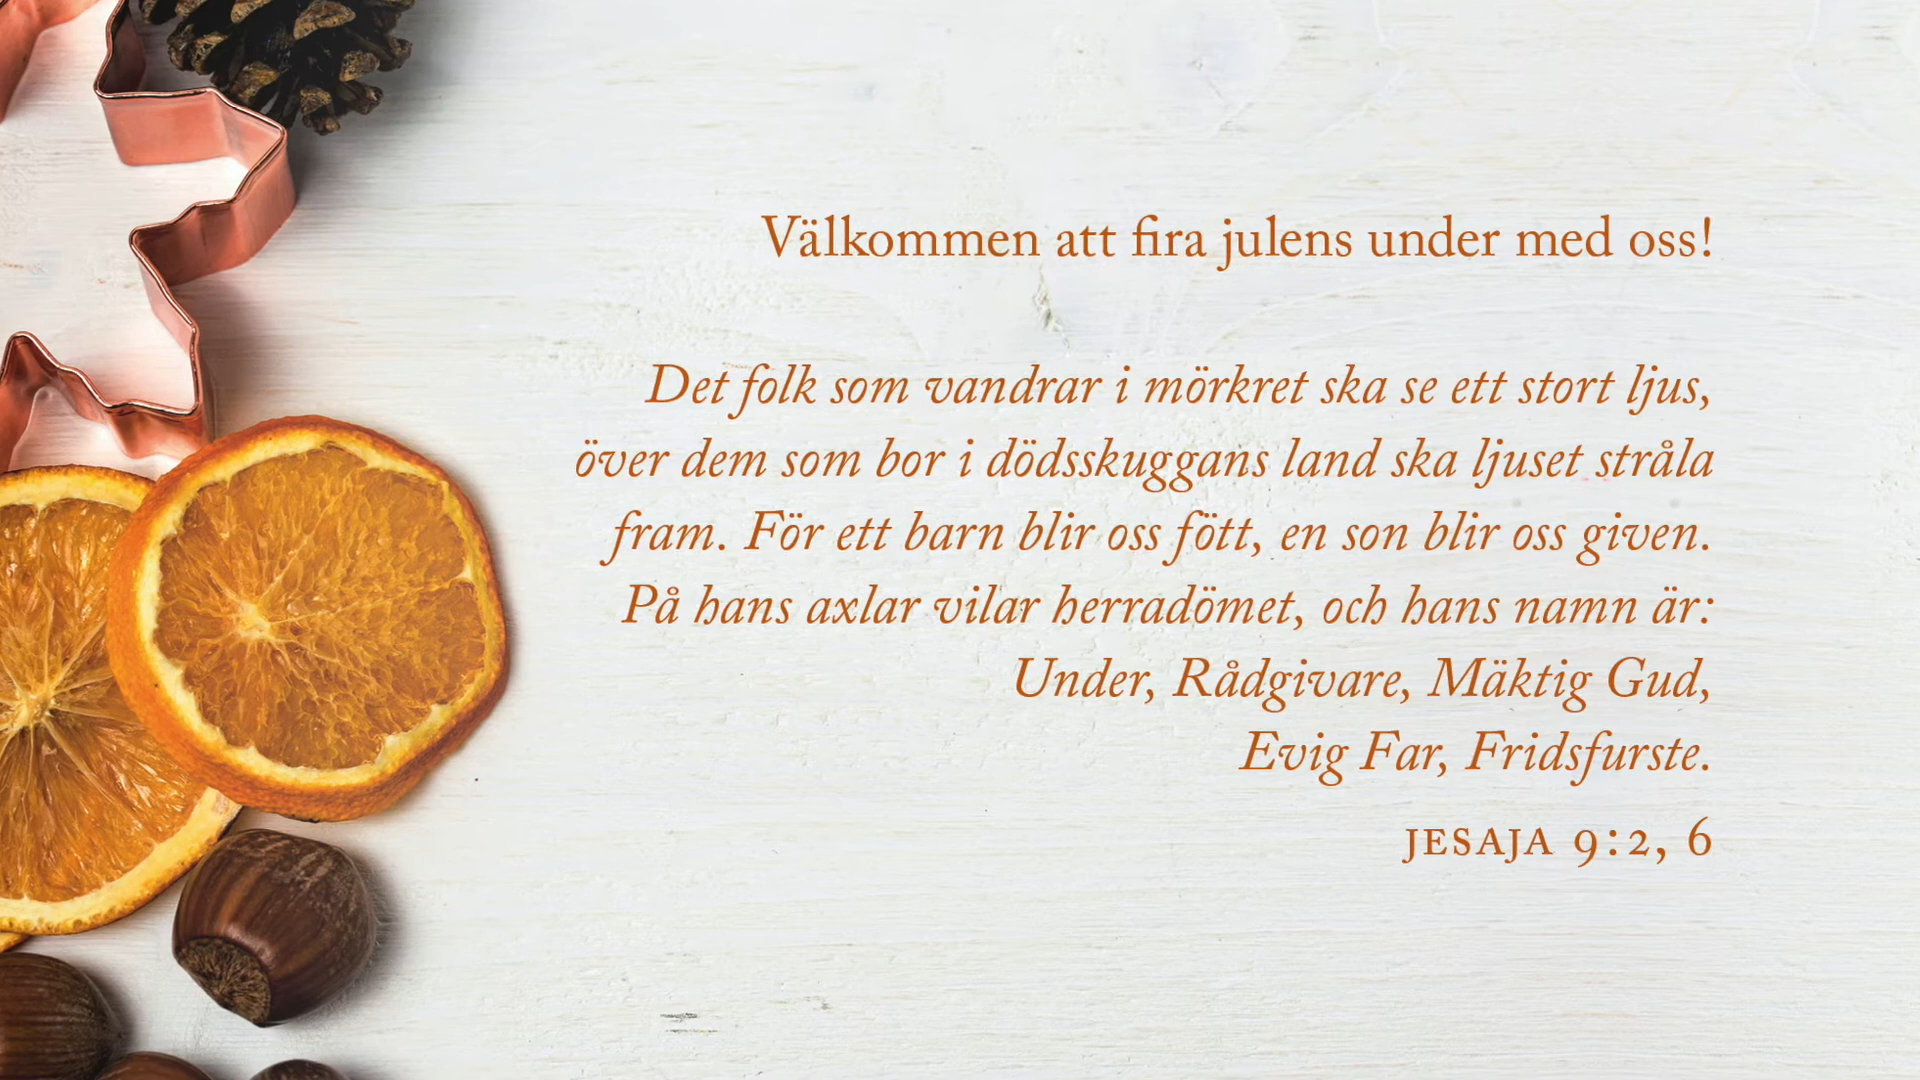 Välkommen att fira julens under med oss!
Det folk som vandrar i mörkret ska se ett stort ljus,
över dem som bor i dödsskuggans land ska ljuset stråla
fram. För ett barn blir oss fött, en son blir oss given.
På hans axlar vilar herradömet, och hans namn är:
Under, Rådgivare, Mäktig Gud,
Evig Far, Fridsfurste.
JESAJA 9:2, 6